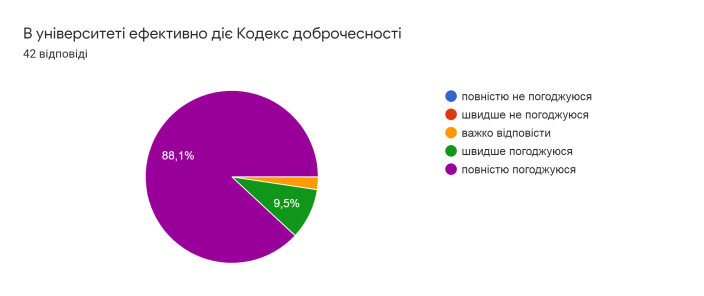 В університеті ефективно діє Кодекс доброчесності
42 відповіді
88,1%
9,5%
повністю не погоджуюся
швидше не погоджуюся
важко відповісти
швидше погоджуюся
повністю погоджуюся